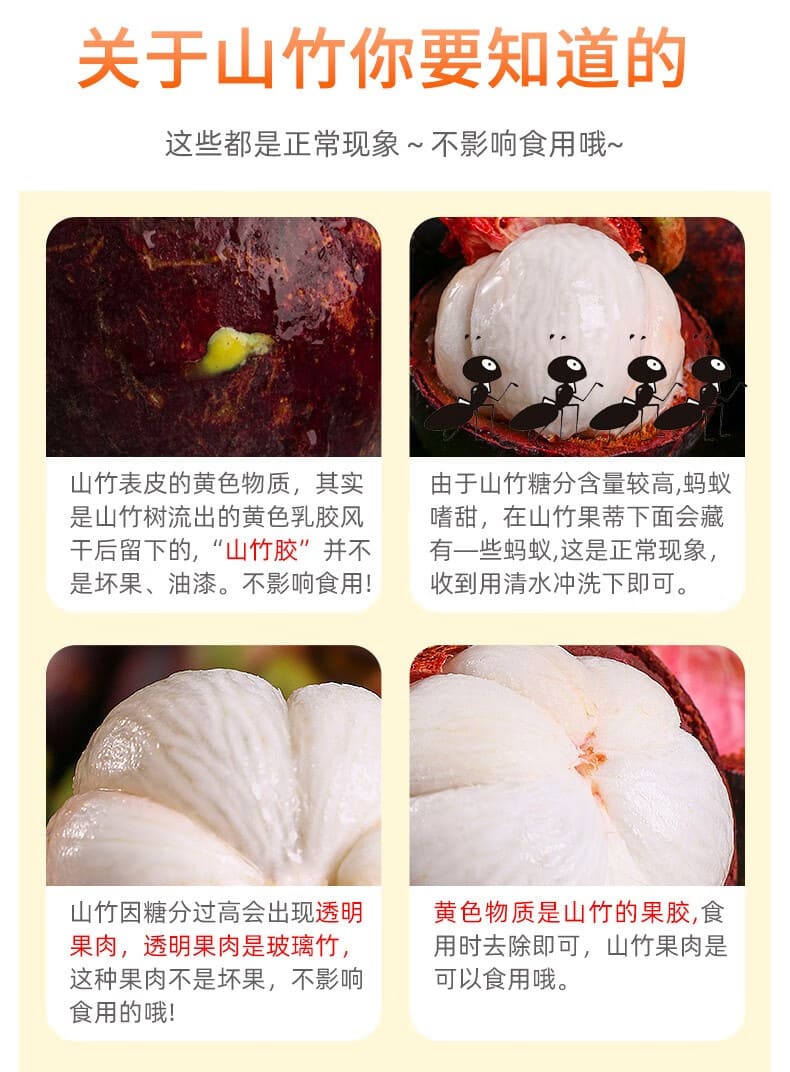 关于山竹你要知道的
这些都是正常现象~不影响食用哦~
山竹表皮的黄色物质，其实
是山竹树流出的黄色乳胶风
干后留下的,“山竹胶”并不
是坏果、油漆。不影响食用!
由于山竹糖分含量较高,蚂蚁
嗜甜，在山竹果蒂下面会藏
有—些蚂蚁,这是正常现象，
收到用清水冲洗下即可。
山竹因糖分过高会出现透明
果肉，透明果肉是玻璃竹，
这种果肉不是坏果，不影响
食用的哦!
黄色物质是山竹的果胶,食
用时去除即可，山竹果肉是
可以食用哦。